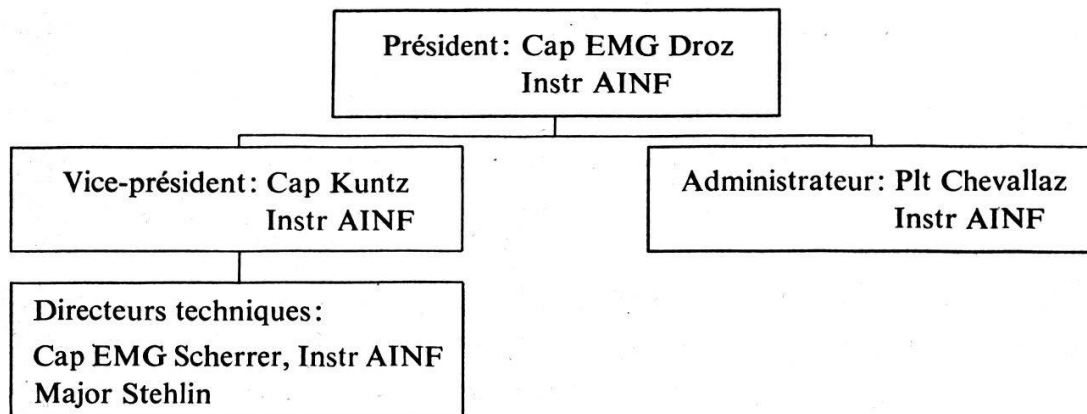 Président: Cap EMG Droz
Instr AINF
Vice-président: Cap Kuntz
Instr AINF
Administrateur: Plt Chevallaz
Instr AINF
Directeurs techniques:
Cap EMG Scherrer, Instr AINF
Major Stehlin